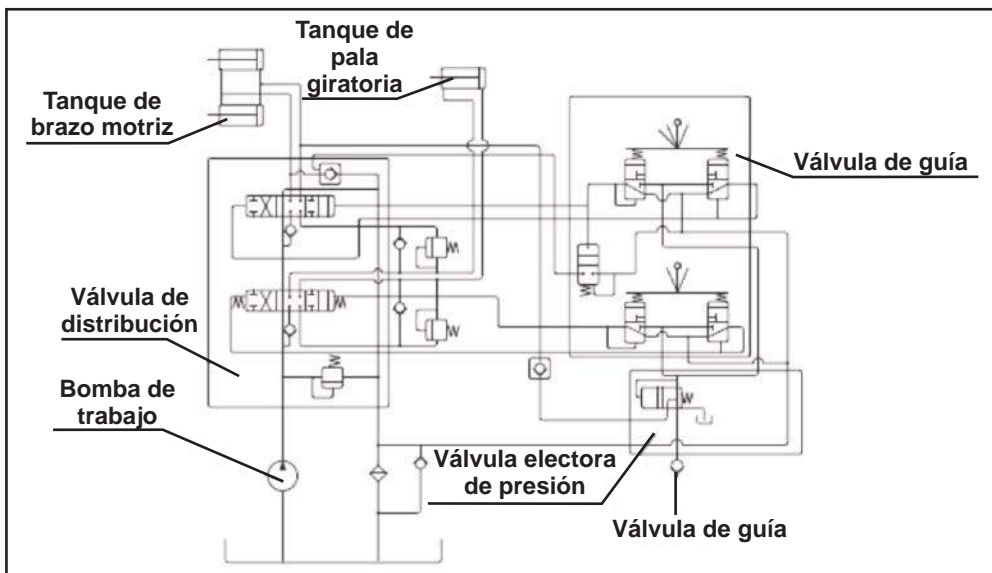 Tanque de
pala
giratoria
Tanque de
brazo motriz
Válvula de guía
Válvula de
distribución
Bomba de
trabajo
Válvula electora
de presión
Válvula de guía